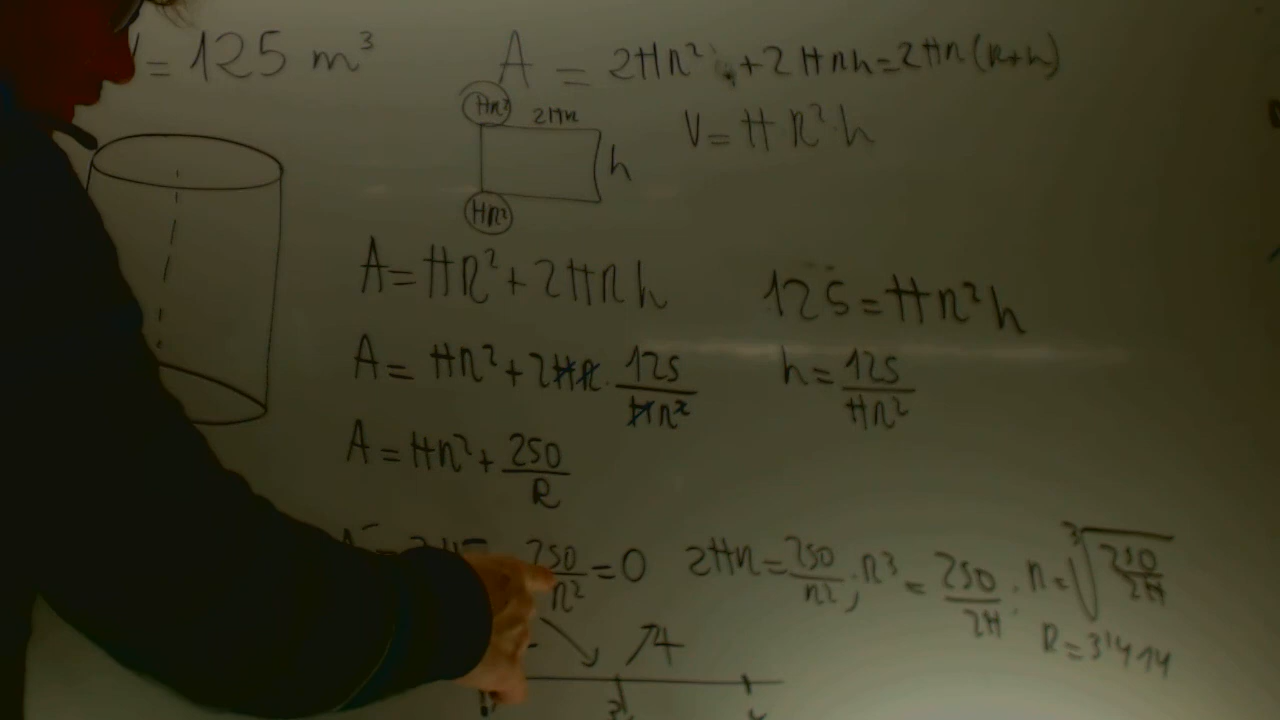 = 125 m³
A = 2πr² + 2πrh = 2πr(r+h)
πr²
2πr
h
πr²
V = πr²h
A = πr² + 2πrh
125 = πr²h
A = πr² + 2πr · 125/πr²
h = 125/πr²
A = πr² + 250/R
250/r² = 0
2πr = 250/r² ; r³ = 250/2π ; r = ³√250/2π
R = 3'414